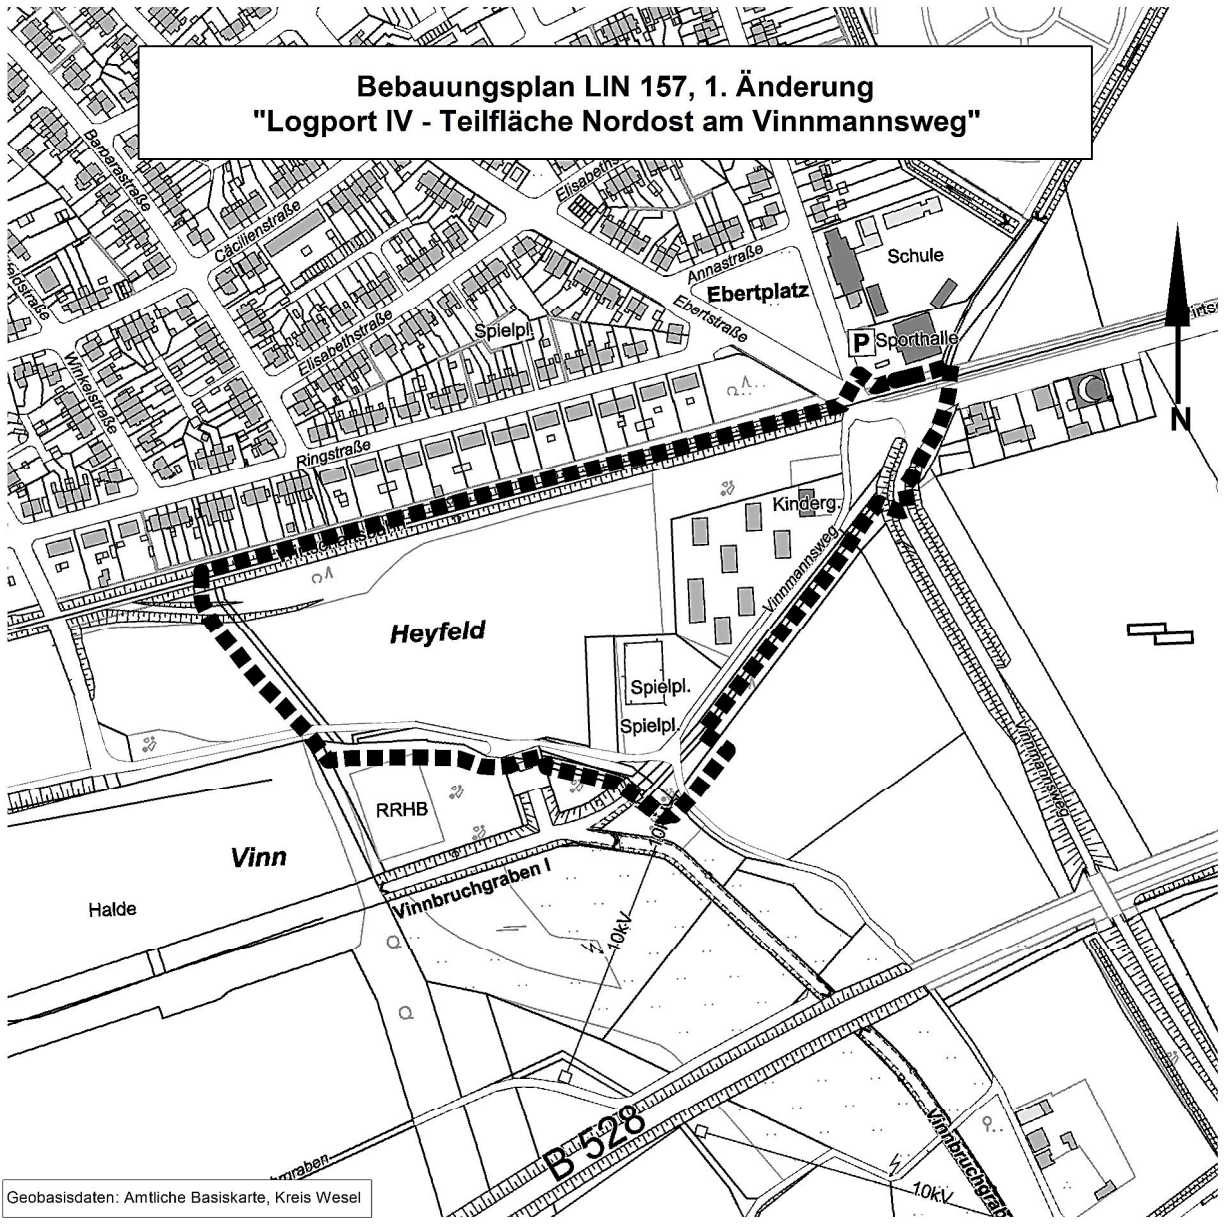 Bebauungsplan LIN 157, 1. Änderung
"Logport IV - Teilfläche Nordost am Vinnmannsweg"
Barbarastraße
Elisabeths
Cäcilienstraße
Schule
Annastraße
Ebertplatz
Ebertstraße
Elisabethstraße
Spielpl.
P Sporthalle
Winkelstraße
N
Ringstraße
Kinderg.
Vinnmannsweg
Heyfeld
Spielpl.
Spielpl.
Vinnmannsweg
RRHB
Vinn
Vinnbruchgraben I
10kV
Halde
10kV
B 528
Vinnbruchgrab
10kV
Geobasisdaten: Amtliche Basiskarte, Kreis Wesel